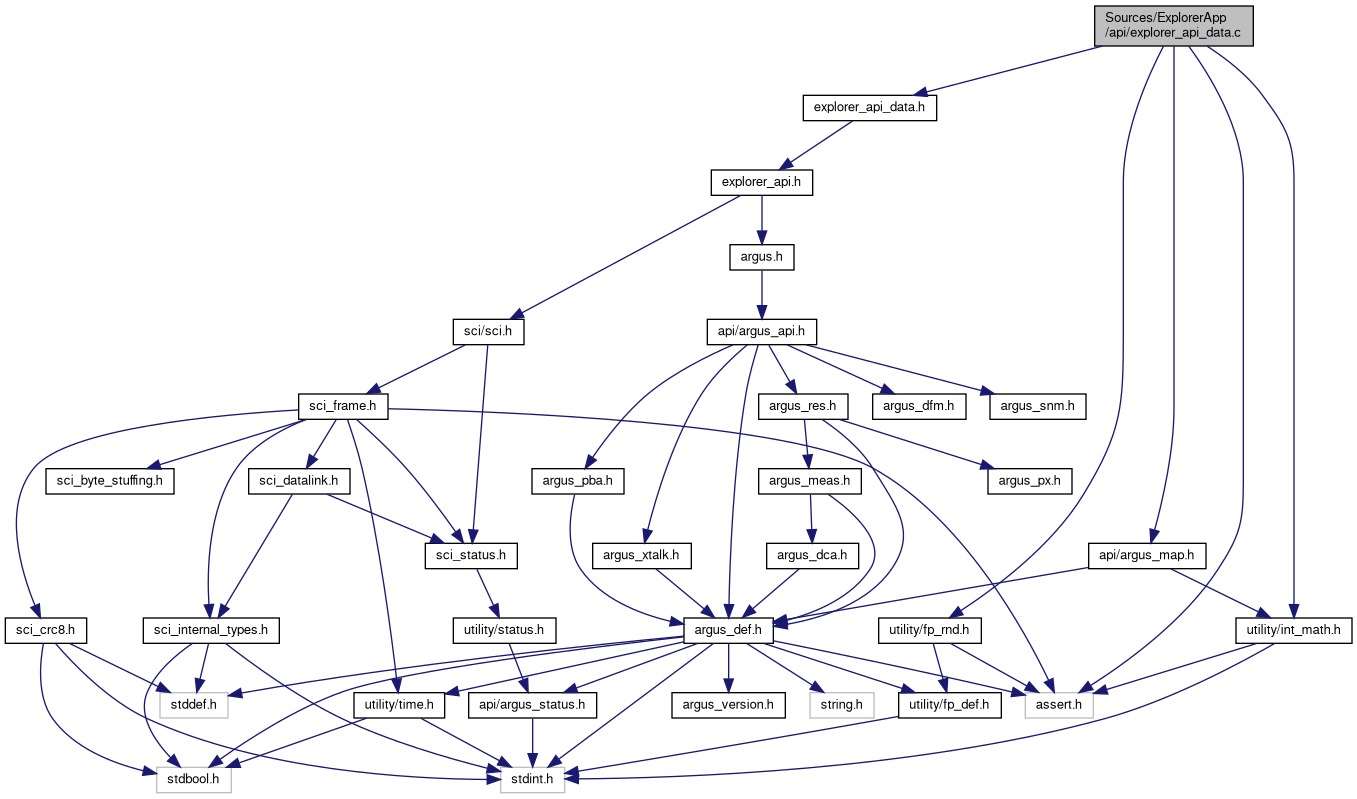 Sources/ExplorerApp
/api/explorer_api_data.c
explorer_api_data.h
explorer_api.h
argus.h
sci/sci.h
api/argus_api.h
sci_frame.h
argus_res.h
argus_dfm.h
argus_snm.h
sci_byte_stuffing.h
sci_datalink.h
argus_pba.h
argus_meas.h
argus_px.h
sci_status.h
argus_xtalk.h
argus_dca.h
api/argus_map.h
sci_crc8.h
sci_internal_types.h
utility/status.h
argus_def.h
utility/fp_rnd.h
utility/int_math.h
stddef.h
utility/time.h
api/argus_status.h
argus_version.h
string.h
utility/fp_def.h
assert.h
stdbool.h
stdint.h